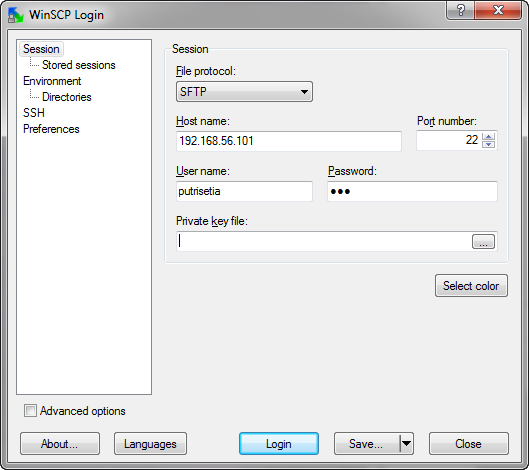 WinSCP Login
Session
Stored sessions
Environment
Directories
SSH
Preferences
Advanced options
Session
File protocol:
SFTP
Host name:
Port number:
192.168.56.101
22
User name:
Password:
putrisetia
●●●
Private key file:
...
Select color
About...
Languages
Login
Save...
Close